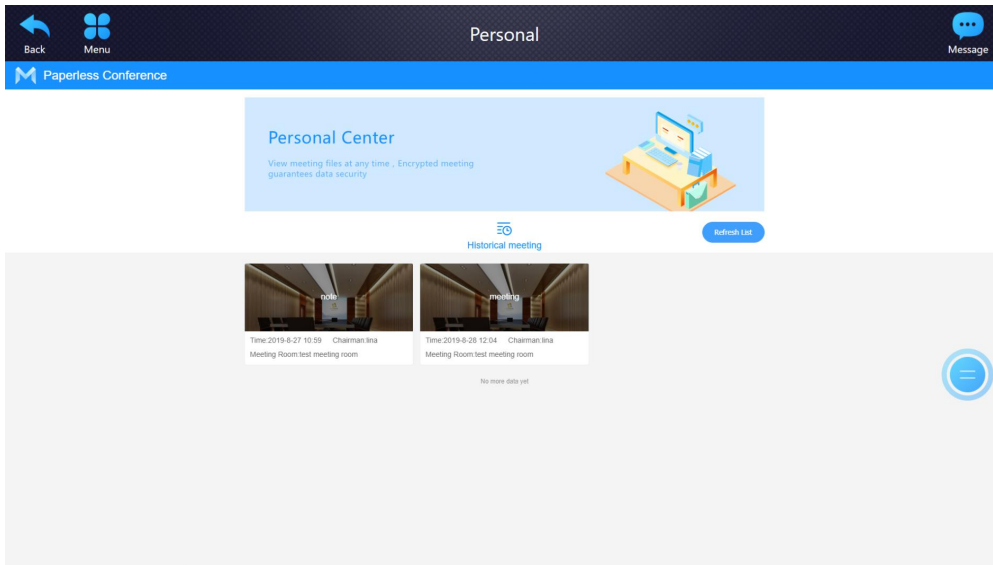 Personal
Back
Menu
Message
Paperless Conference
Personal Center
View meeting files at any time , Encrypted meeting
guarantees data security
Historical meeting
Refresh List
note
meeting
Time:2019-8-27 10:59 Chairman:lina
Meeting Room:test meeting room
Time:2019-8-28 12:04 Chairman:lina
Meeting Room:test meeting room
No more data yet